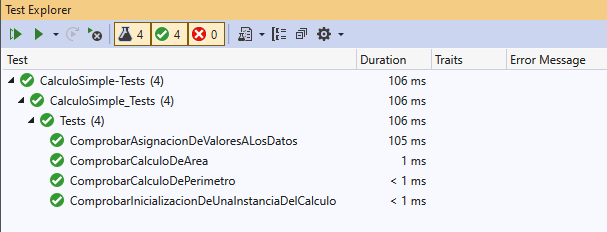 Test Explorer
4 4 0
Test Duration Traits Error Message
CalculoSimple-Tests (4) 106 ms
CalculoSimple_Tests (4) 106 ms
Tests (4) 106 ms
ComprobarAsignacionDeValoresALosDatos 105 ms
ComprobarCalculoDeArea 1 ms
ComprobarCalculoDePerimetro < 1 ms
ComprobarInicializacionDeUnaInstanciaDelCalculo < 1 ms